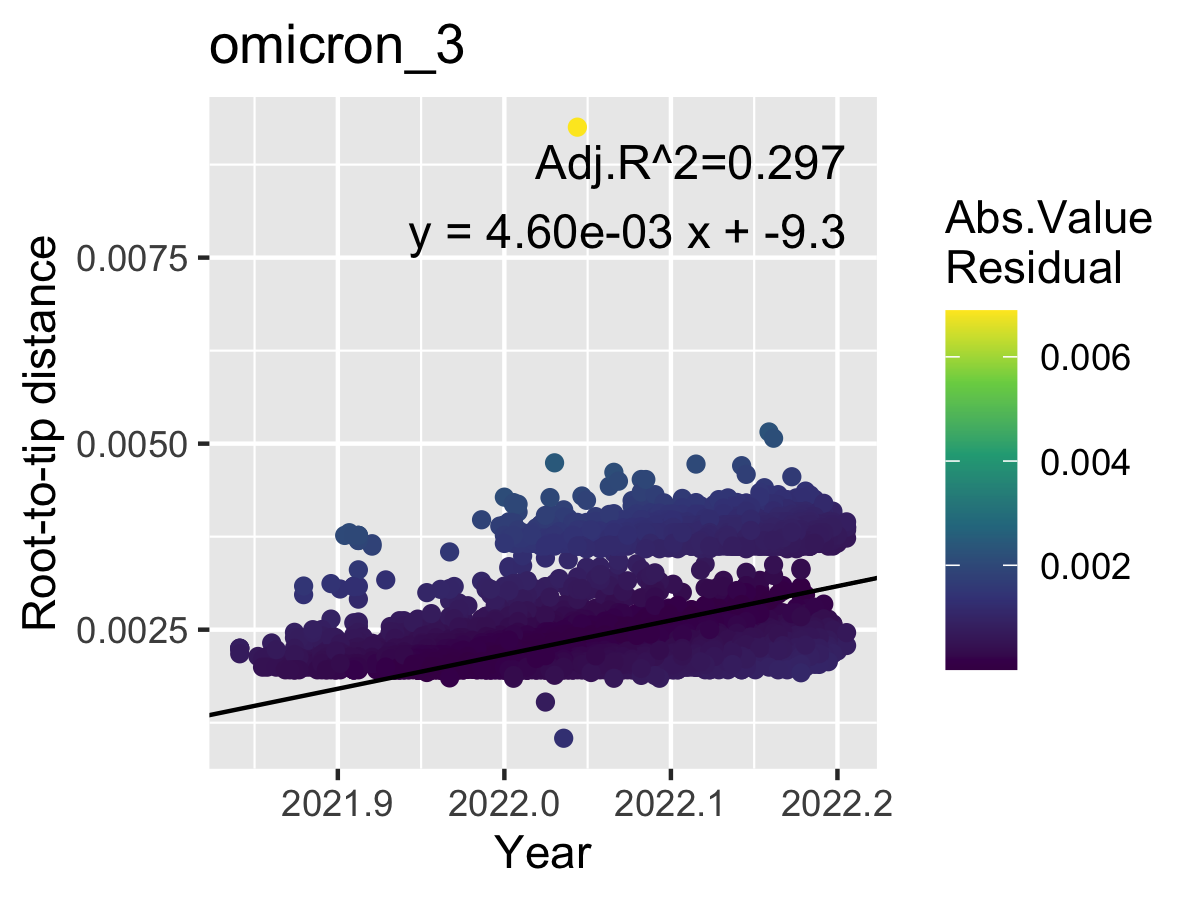 omicron_3
Adj.R^2=0.297
y = 4.60e-03 x + -9.3
Root-to-tip distance
0.0075
0.0050
0.0025
2021.9
2022.0
2022.1
2022.2
Year
Abs.Value
Residual
0.006
0.004
0.002